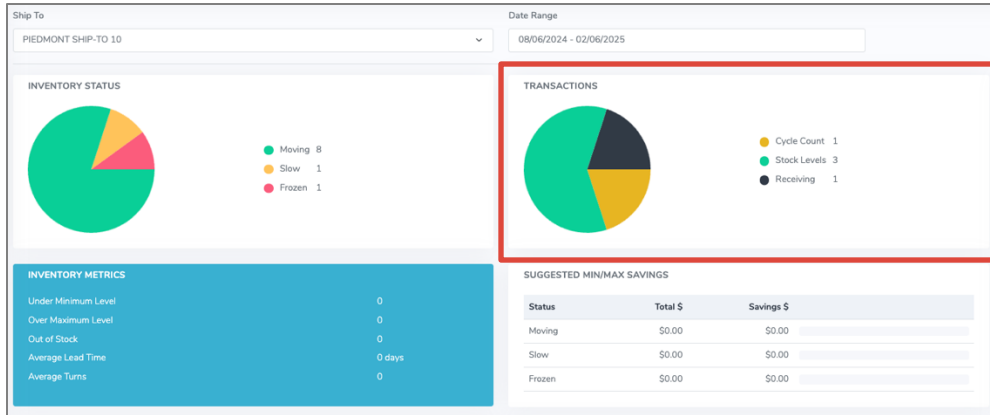 Ship To
PIEDMONT SHIP-TO 10
Date Range
08/06/2024 - 02/06/2025
INVENTORY STATUS
Moving 8
Slow 1
Frozen 1
TRANSACTIONS
Cycle Count 1
Stock Levels 3
Receiving 1
INVENTORY METRICS
Under Minimum Level 0
Over Maximum Level 0
Out of Stock 0
Average Lead Time 0 days
Average Turns 0
SUGGESTED MIN/MAX SAVINGS
Status Total $ Savings $
Moving $0.00 $0.00
Slow $0.00 $0.00
Frozen $0.00 $0.00